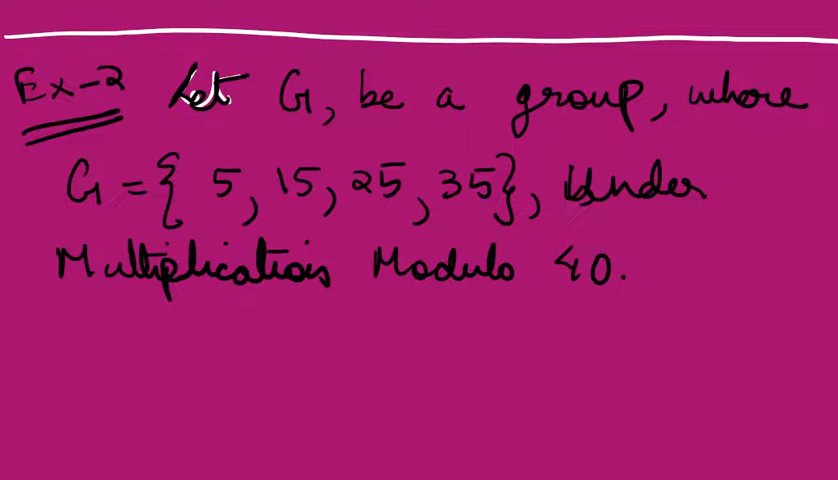 Ex-2 Let G, be a group, where
G = { 5, 15, 25, 35}, Under
Multiplication Modulo 40.